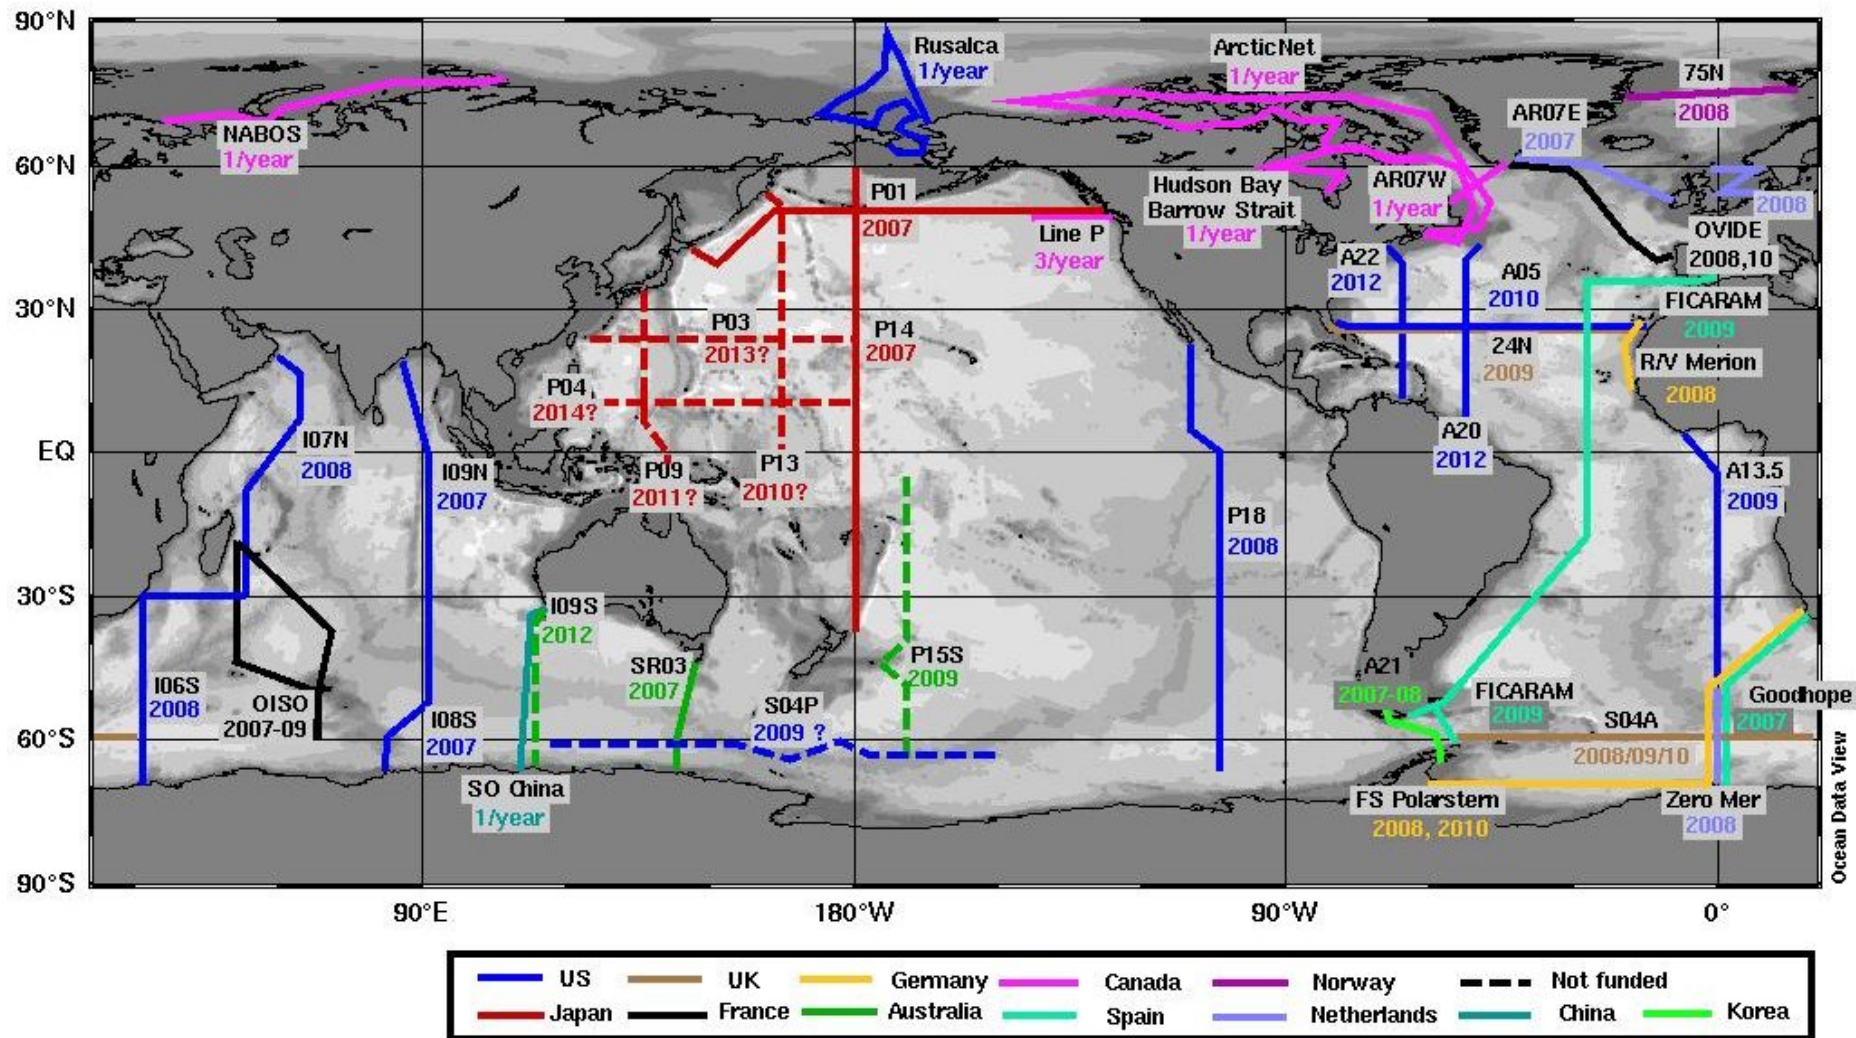 90°N
60°N
30°N
EQ
30°S
60°S
90°S
90°E
180°W
90°W
0°
Rusalca
1/year
ArcticNet
1/year
75N
2008
NABOS
1/year
AR07E
2007
Hudson Bay
Barrow Strait
1/year
AR07W
1/year
2008
P01
2007
Line P
3/year
OVIDE
2008,10
A22
2012
A05
2010
FICARAM
2009
P03
2013?
P14
2007
24N
2009
R/V Merion
2008
P04
2014?
I07N
2008
I09N
2007
P09
2011?
P13
2010?
A20
2012
A13.5
2009
P18
2008
I09S
2012
SR03
2007
P15S
2009
A21
2007-08
I06S
2008
OISO
2007-09
I08S
2007
S04P
2009 ?
FICARAM
2009
S04A
2008/09/10
Goodhope
2007
SO China
1/year
FS Polarstern
2008, 2010
Zero Mer
2008
Ocean Data View
US
UK
Germany
Canada
Norway
Not funded
Japan
France
Australia
Spain
Netherlands
China
Korea